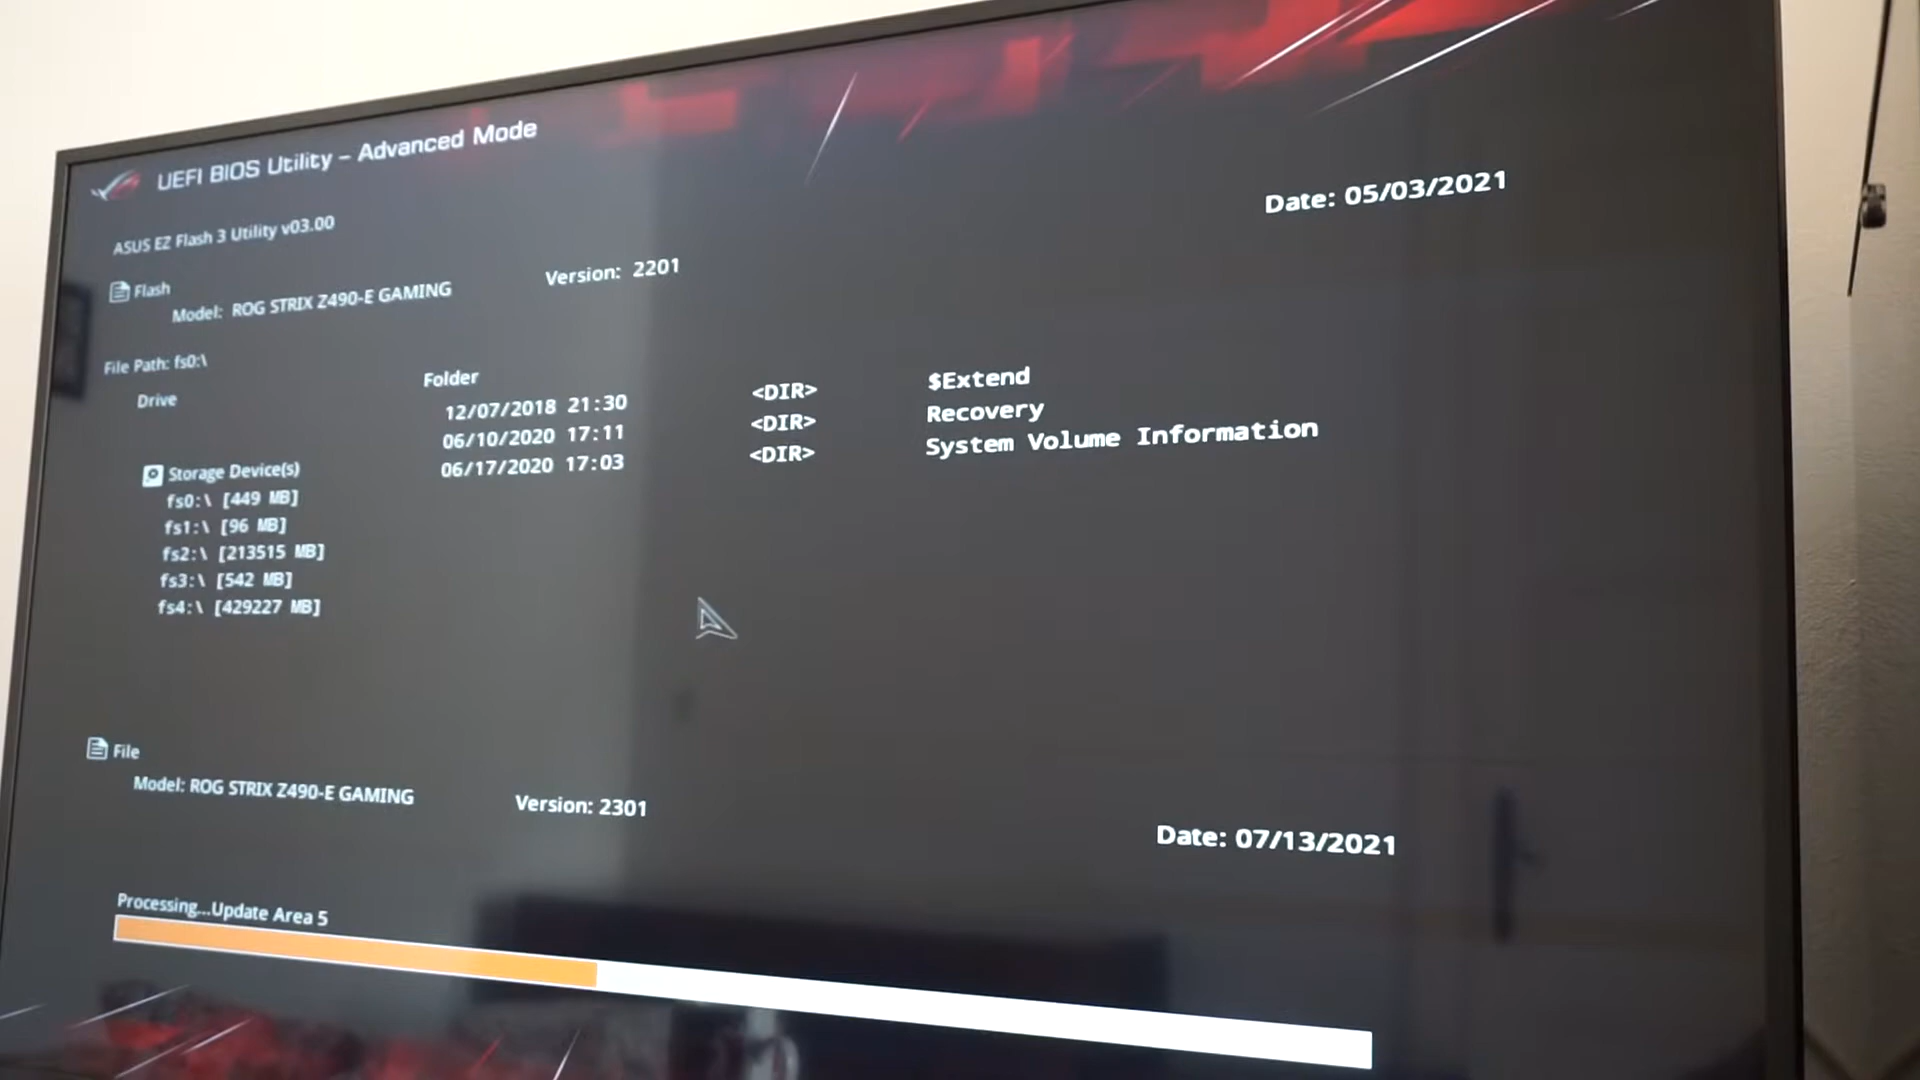 UEFI BIOS Utility – Advanced Mode
ASUS EZ Flash 3 Utility v03.00
Flash
Model: ROG STRIX Z490-E GAMING Version: 2201 Date: 05/03/2021
File Path: fs0:\
Drive Folder
12/07/2018 21:30 <DIR> $Extend
06/10/2020 17:11 <DIR> Recovery
06/17/2020 17:03 <DIR> System Volume Information
Storage Device(s)
fs0:\ [449 MB]
fs1:\ [96 MB]
fs2:\ [213515 MB]
fs3:\ [542 MB]
fs4:\ [429227 MB]
File
Model: ROG STRIX Z490-E GAMING Version: 2301 Date: 07/13/2021
Processing...Update Area 5